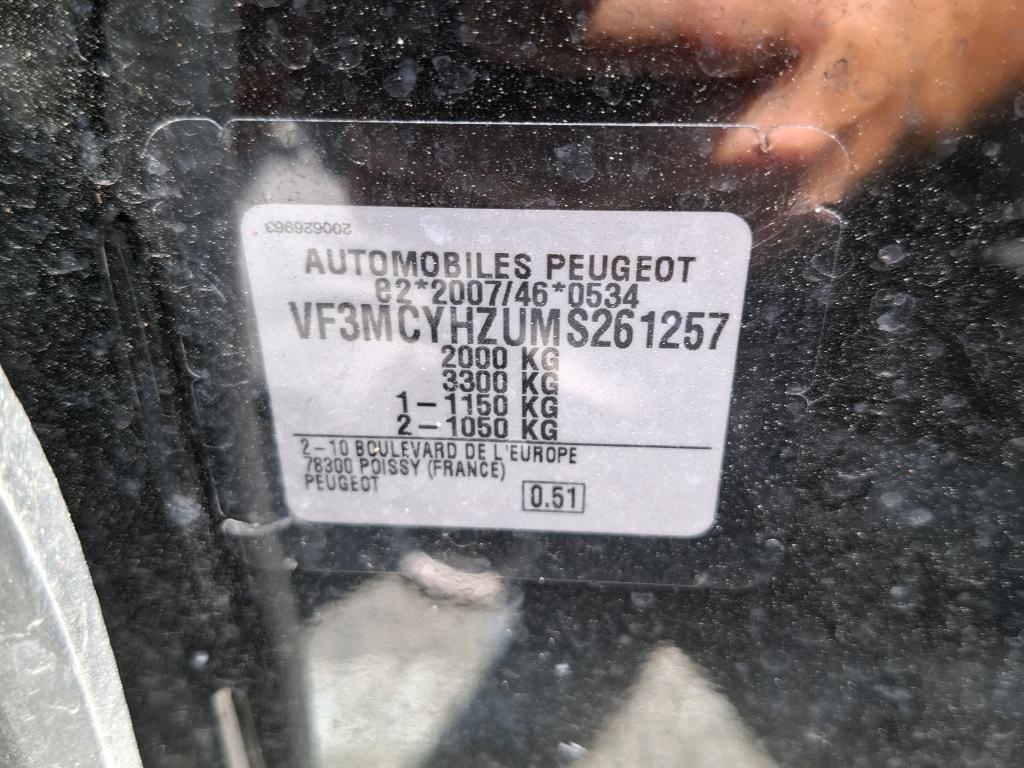 200626963
AUTOMOBILES PEUGEOT
e2*2007/46*0534
VF3MCYHZUMS261257
2000 KG
3300 KG
1-1150 KG
2-1050 KG
2-10 BOULEVARD DE L'EUROPE
78300 POISSY (FRANCE)
PEUGEOT
0.51